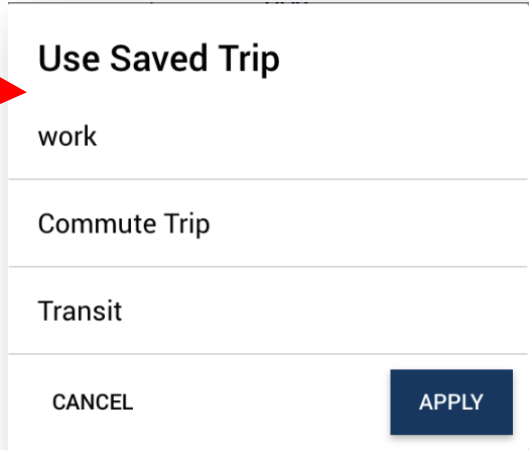 Use Saved Trip
work
Commute Trip
Transit
CANCEL APPLY